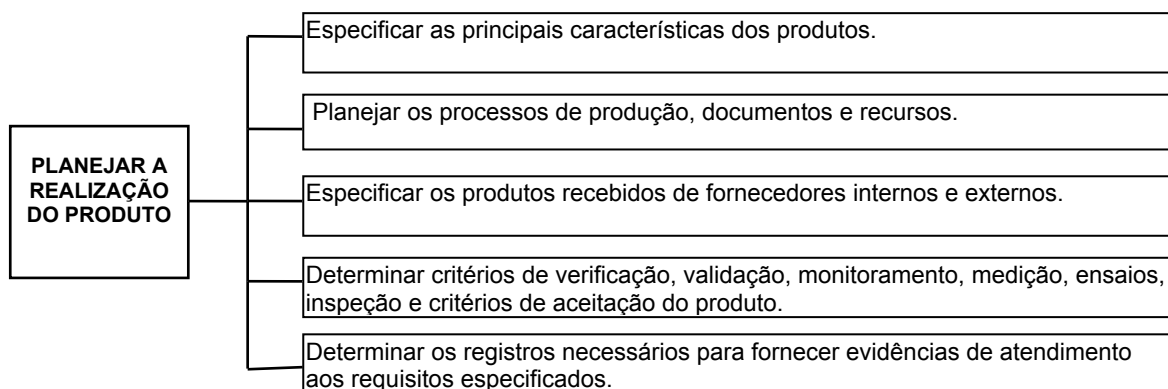 Especificar as principais características dos produtos.
Planejar os processos de produção, documentos e recursos.
PLANEJAR A
REALIZAÇÃO
DO PRODUTO
Especificar os produtos recebidos de fornecedores internos e externos.
Determinar critérios de verificação, validação, monitoramento, medição, ensaios,
inspeção e critérios de aceitação do produto.
Determinar os registros necessários para fornecer evidências de atendimento
aos requisitos especificados.